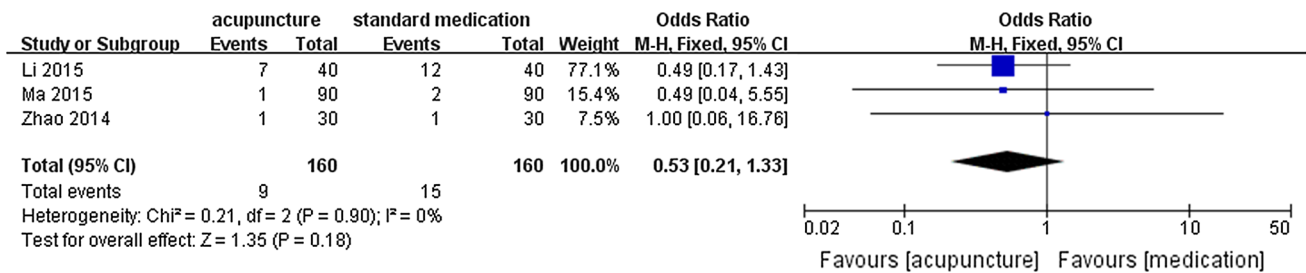 acupuncture standard medication Odds Ratio Odds Ratio
Study or Subgroup Events Total Events Total Weight M-H, Fixed, 95% CI M-H, Fixed, 95% CI
Li 2015 7 40 12 40 77.1% 0.49 [0.17, 1.43]
Ma 2015 1 90 2 90 15.4% 0.49 [0.04, 5.55]
Zhao 2014 1 30 1 30 7.5% 1.00 [0.06, 16.76]
Total (95% CI) 160 160 100.0% 0.53 [0.21, 1.33]
Total events 9 15
Heterogeneity: Chi² = 0.21, df = 2 (P = 0.90); I² = 0%
Test for overall effect: Z = 1.35 (P = 0.18)
0.02 0.1 1 10 50
Favours [acupuncture] Favours [medication]